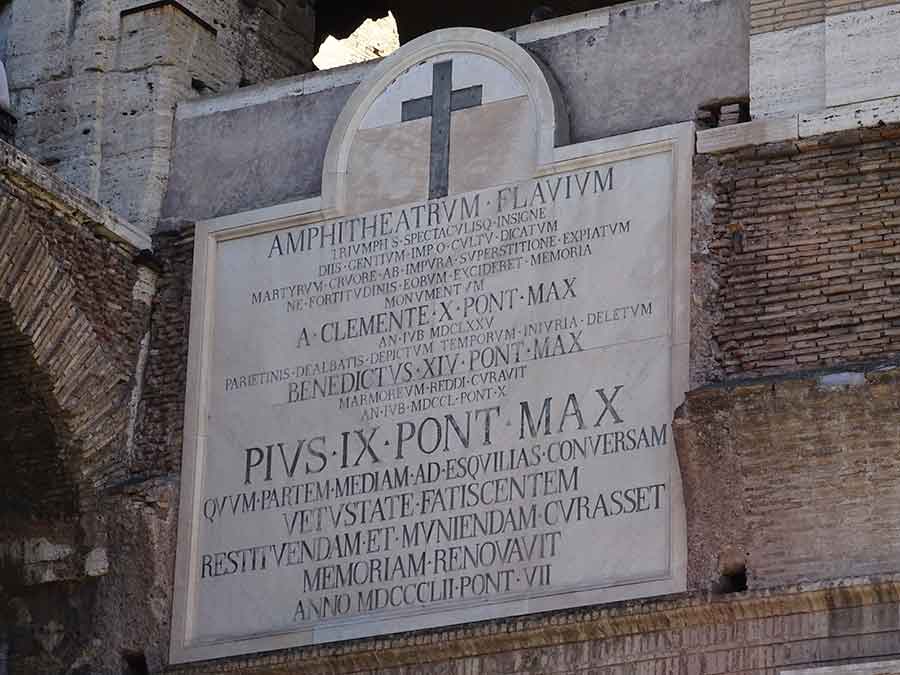 AMPHITHEATRVM · FLAVIVM
TRIVMPHIS · SPECTACVLISQ · INSIGNE
DIIS · GENTIVM · IMPIO · CVLTV · DICATVM
MARTYRVM · CRVORE · AB · IMPVRA · SVPERSTITIONE · EXPIATVM
NE · FORTITVDINIS · EORVM · EXCIDERET · MEMORIA
MONVMENTVM
A · CLEMENTE · X · PONT · MAX
AN · IVB · MDCLXXV
PARIETINIS · DEALBATIS · DEPICTVM · TEMPORVM · INIVRIA · DELETVM
BENEDICTVS · XIV · PONT · MAX
MARMOREVM · REDDI · CVRAVIT
AN · IVB · MDCCL · PONT · X
PIVS · IX · PONT · MAX
QVVM · PARTEM · MEDIAM · AD · ESQVILIAS · CONVERSAM
VETVSTATE · FATISCENTEM
RESTITVENDAM · ET · MVNIENDAM · CVRASSET
MEMORIAM · RENOVAVIT
ANNO · MDCCCLII · PONT · VII